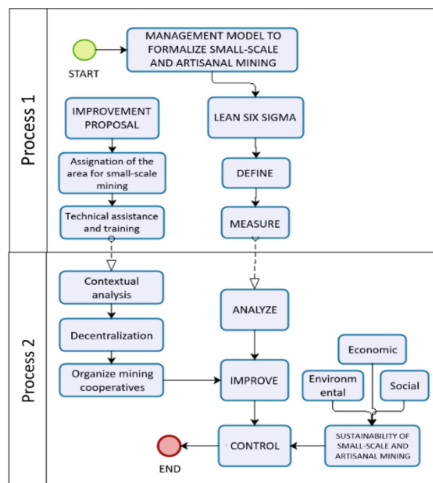 Process 1
START
MANAGEMENT MODEL TO
FORMALIZE SMALL-SCALE
AND ARTISANAL MINING
IMPROVEMENT
PROPOSAL
LEAN SIX SIGMA
Assignation of the
area for small-scale
mining
DEFINE
Technical assistance
and training
MEASURE
Process 2
Contextual
analysis
ANALYZE
Decentralization
Economic
Organize mining
cooperatives
IMPROVE
Environm
ental
Social
END
CONTROL
SUSTAINABILITY OF
SMALL-SCALE AND
ARTISANAL MINING